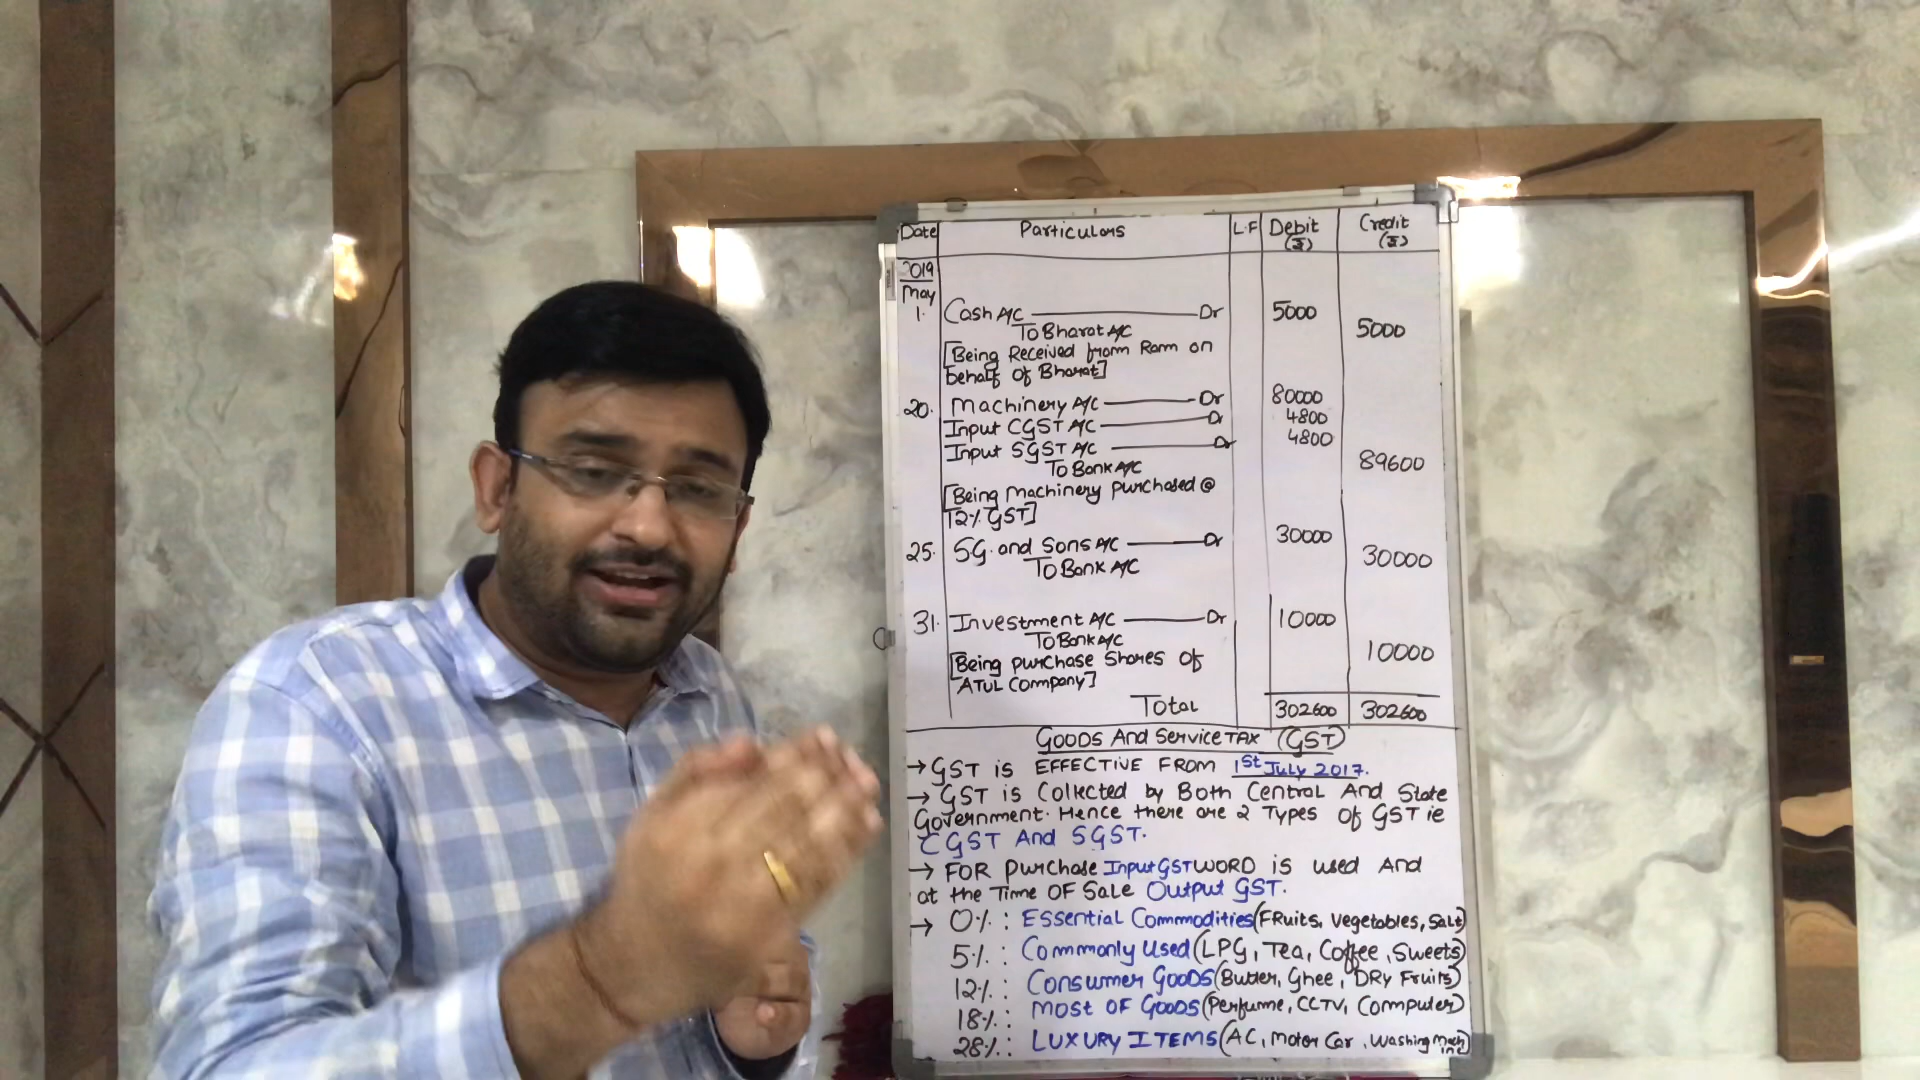 Date Particulars L.F Debit (₹) Credit (₹)
2019
May
1. Cash A/C Dr 5000
To Bharat A/C 5000
[Being Received from Ram on
behalf of Bharat]
20. Machinery A/C Dr 80000
Input CGST A/C Dr 4800
Input SGST A/C Dr 4800
To Bank A/C 89600
[Being Machinery purchased @
12% GST]
25. SG. and Sons A/C Dr 30000
To Bank A/C 30000
31. Investment A/C Dr 10000
To Bank A/C 10000
[Being purchase Shares Of
ATUL Company]
Total 302600 302600
GOODS And Service TAX (GST)
→ GST is EFFECTIVE FROM 1st July 2017.
→ GST is Collected by Both Central And State
Government. Hence there are 2 Types Of GST ie
CGST And SGST.
→ FOR purchase Input GST WORD is used And
at the Time OF Sale Output GST.
→ 0%: Essential Commodities (FRuits, Vegetables, Salt)
5%: Commonly Used (LPG, Tea, Coffee, Sweets)
12%: Consumer Goods (Butter, Ghee, DRy Fruits)
18%: Most OF Goods (Perfume, CCTV, Computer)
28%: LUXURY ITEMS (AC, Motor Car, Washing Machine)